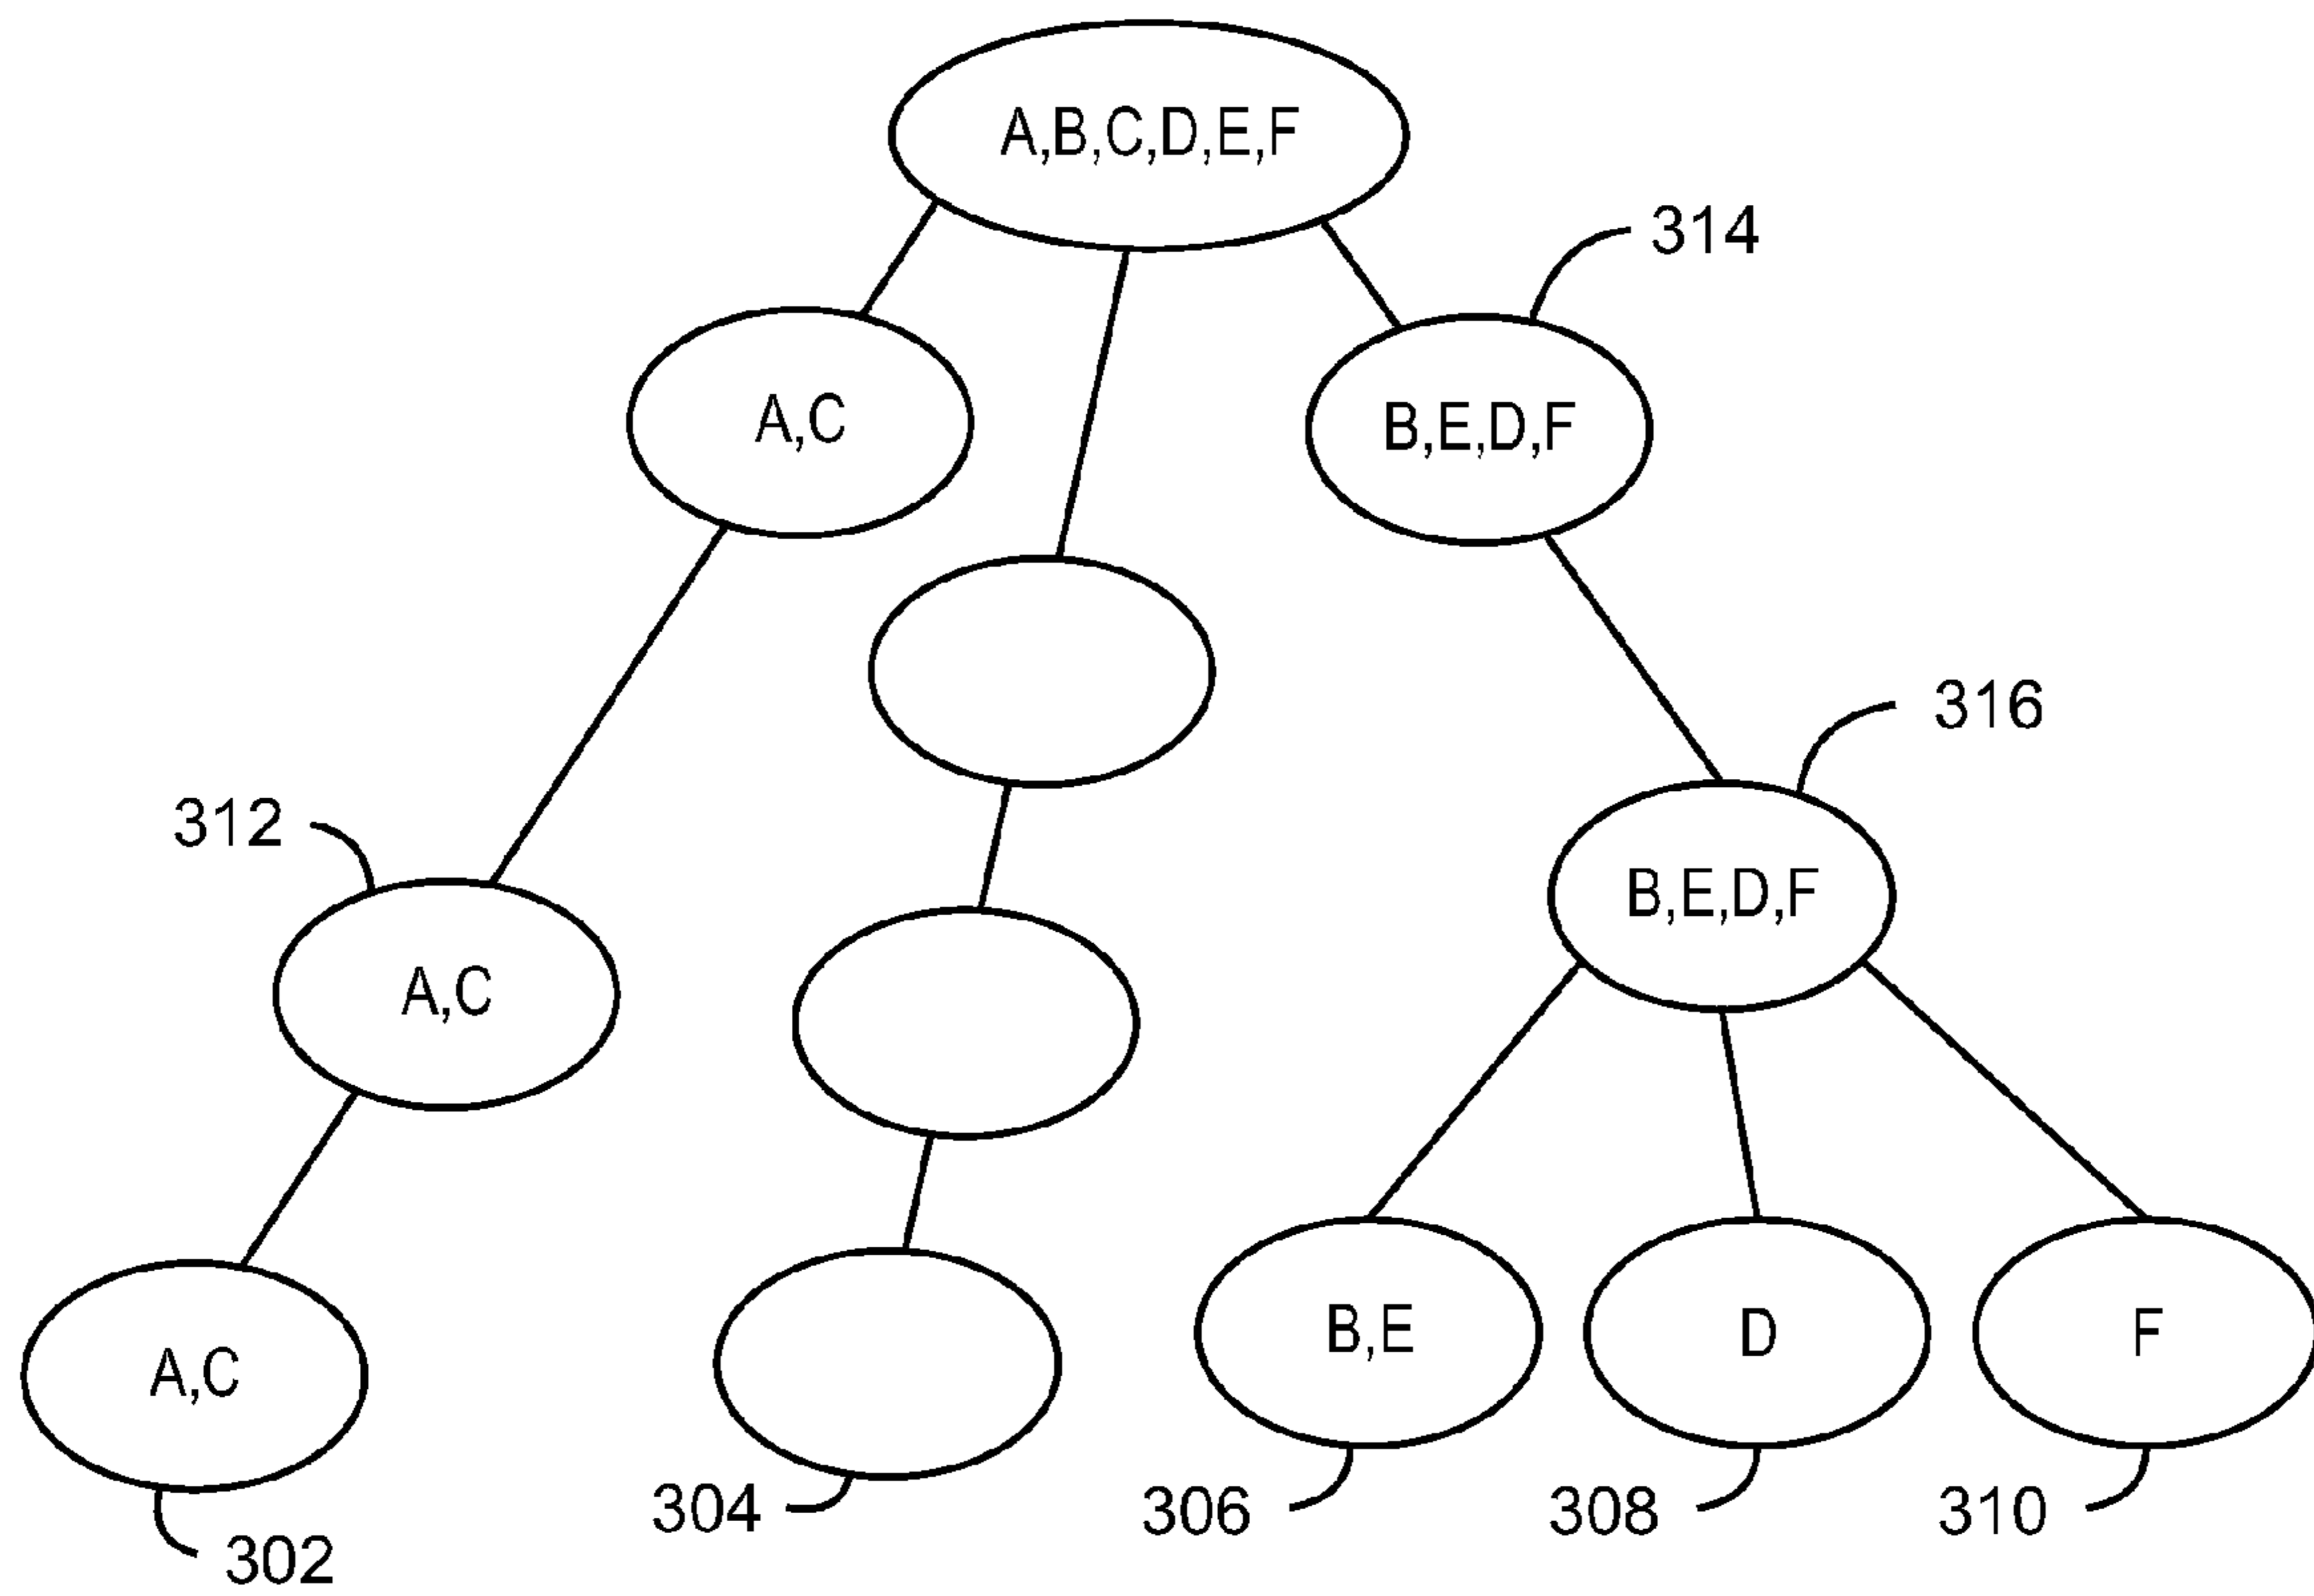 A,B,C,D,E,F
314
A,C
B,E,D,F
316
312
B,E,D,F
A,C
B,E
D
F
A,C
304
306
308
310
302